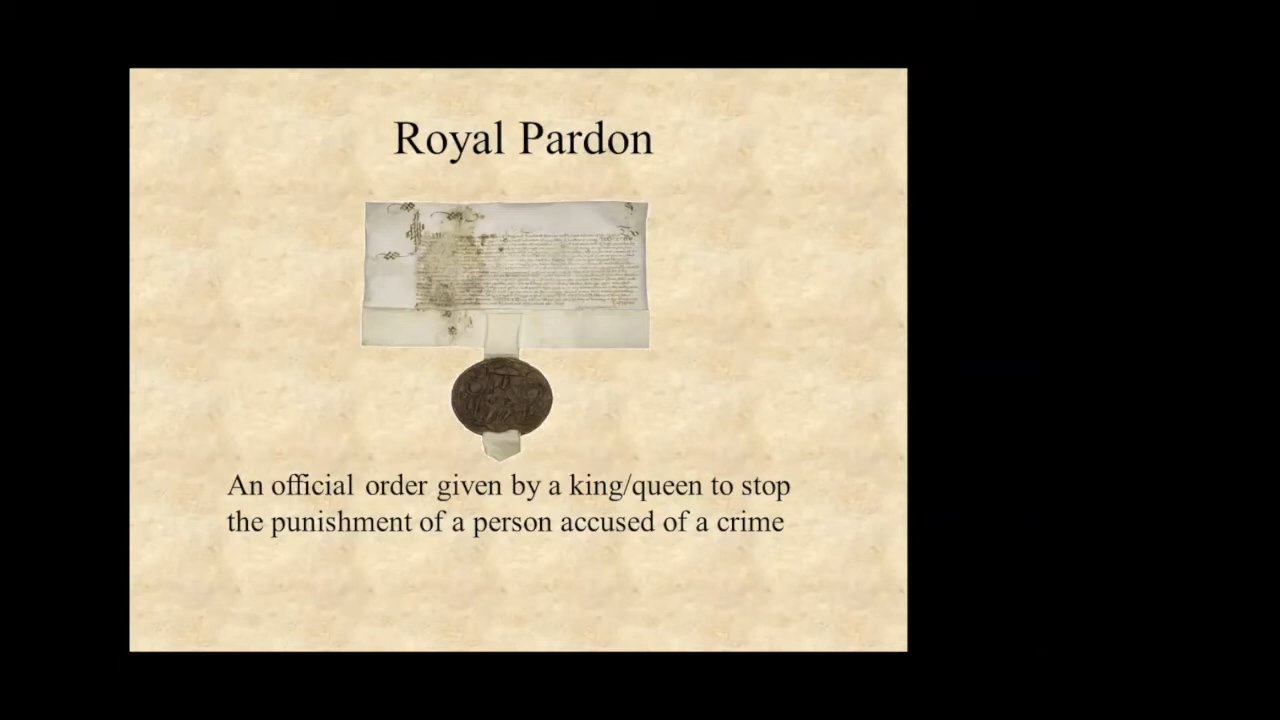 Royal Pardon
An official order given by a king/queen to stop
the punishment of a person accused of a crime